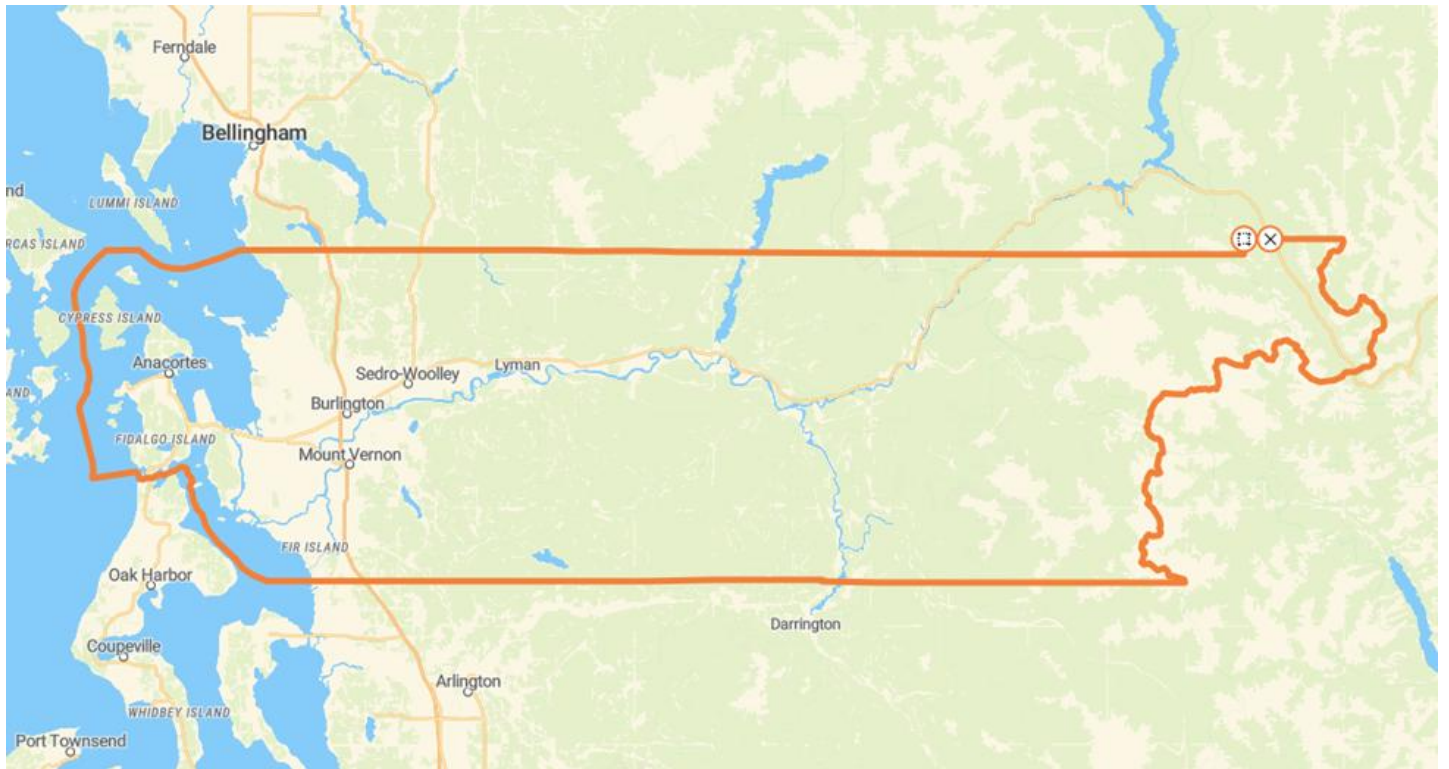 Ferndale
Bellingham
nd
LUMMI ISLAND
RCAS ISLAND
CYPRESS ISLAND
Anacortes
Sedro-Woolley
Lyman
AND
Burlington
FIDALGO ISLAND
Mount Vernon
FIR ISLAND
Oak Harbor
Darrington
Coupeville
Arlington
WHIDBEY ISLAND
Port Townsend